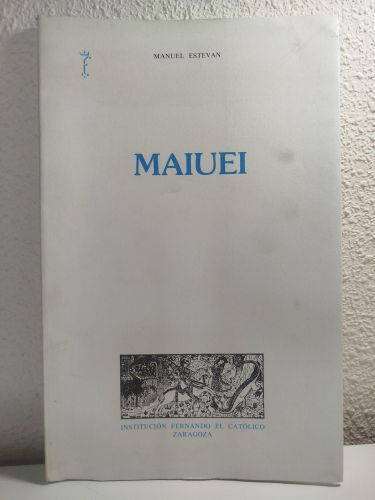 MANUEL ESTEVAN
MAIUEI
INSTITUCIÓN FERNANDO EL CATÓLICO
ZARAGOZA